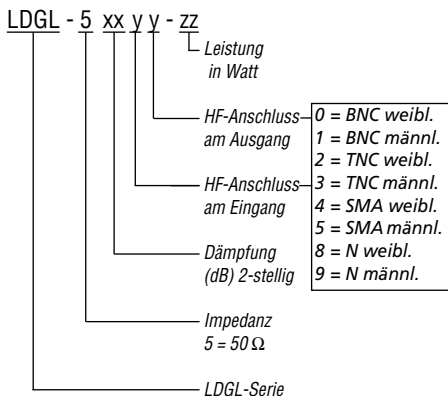 LDGL - 5 xx y y - zz
Leistung
in Watt
HF-Anschluss
am Ausgang
HF-Anschluss
am Eingang
0 = BNC weibl.
1 = BNC männl.
2 = TNC weibl.
3 = TNC männl.
4 = SMA weibl.
5 = SMA männl.
8 = N weibl.
9 = N männl.
Dämpfung
(dB) 2-stellig
Impedanz
5 = 50 Ω
LDGL-Serie